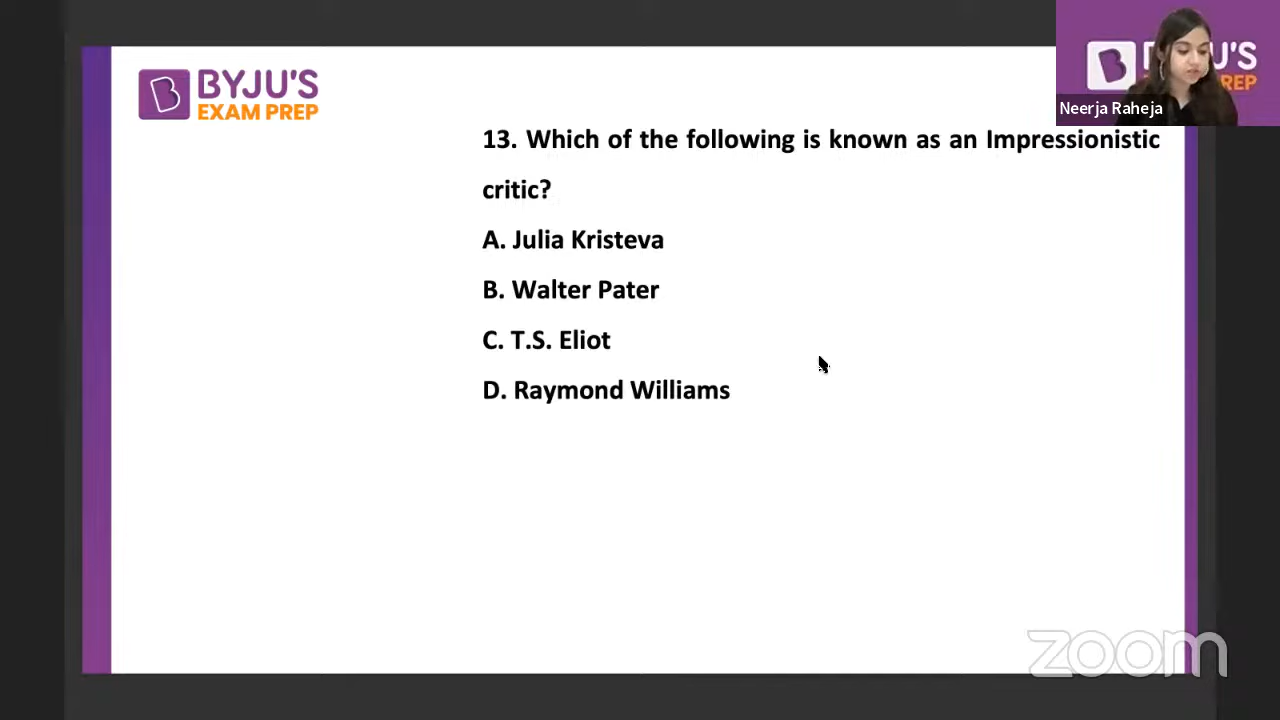 BYJU'S
EXAM PREP
Neerja Raheja
13. Which of the following is known as an Impressionistic
critic?
A. Julia Kristeva
B. Walter Pater
C. T.S. Eliot
D. Raymond Williams
zoom